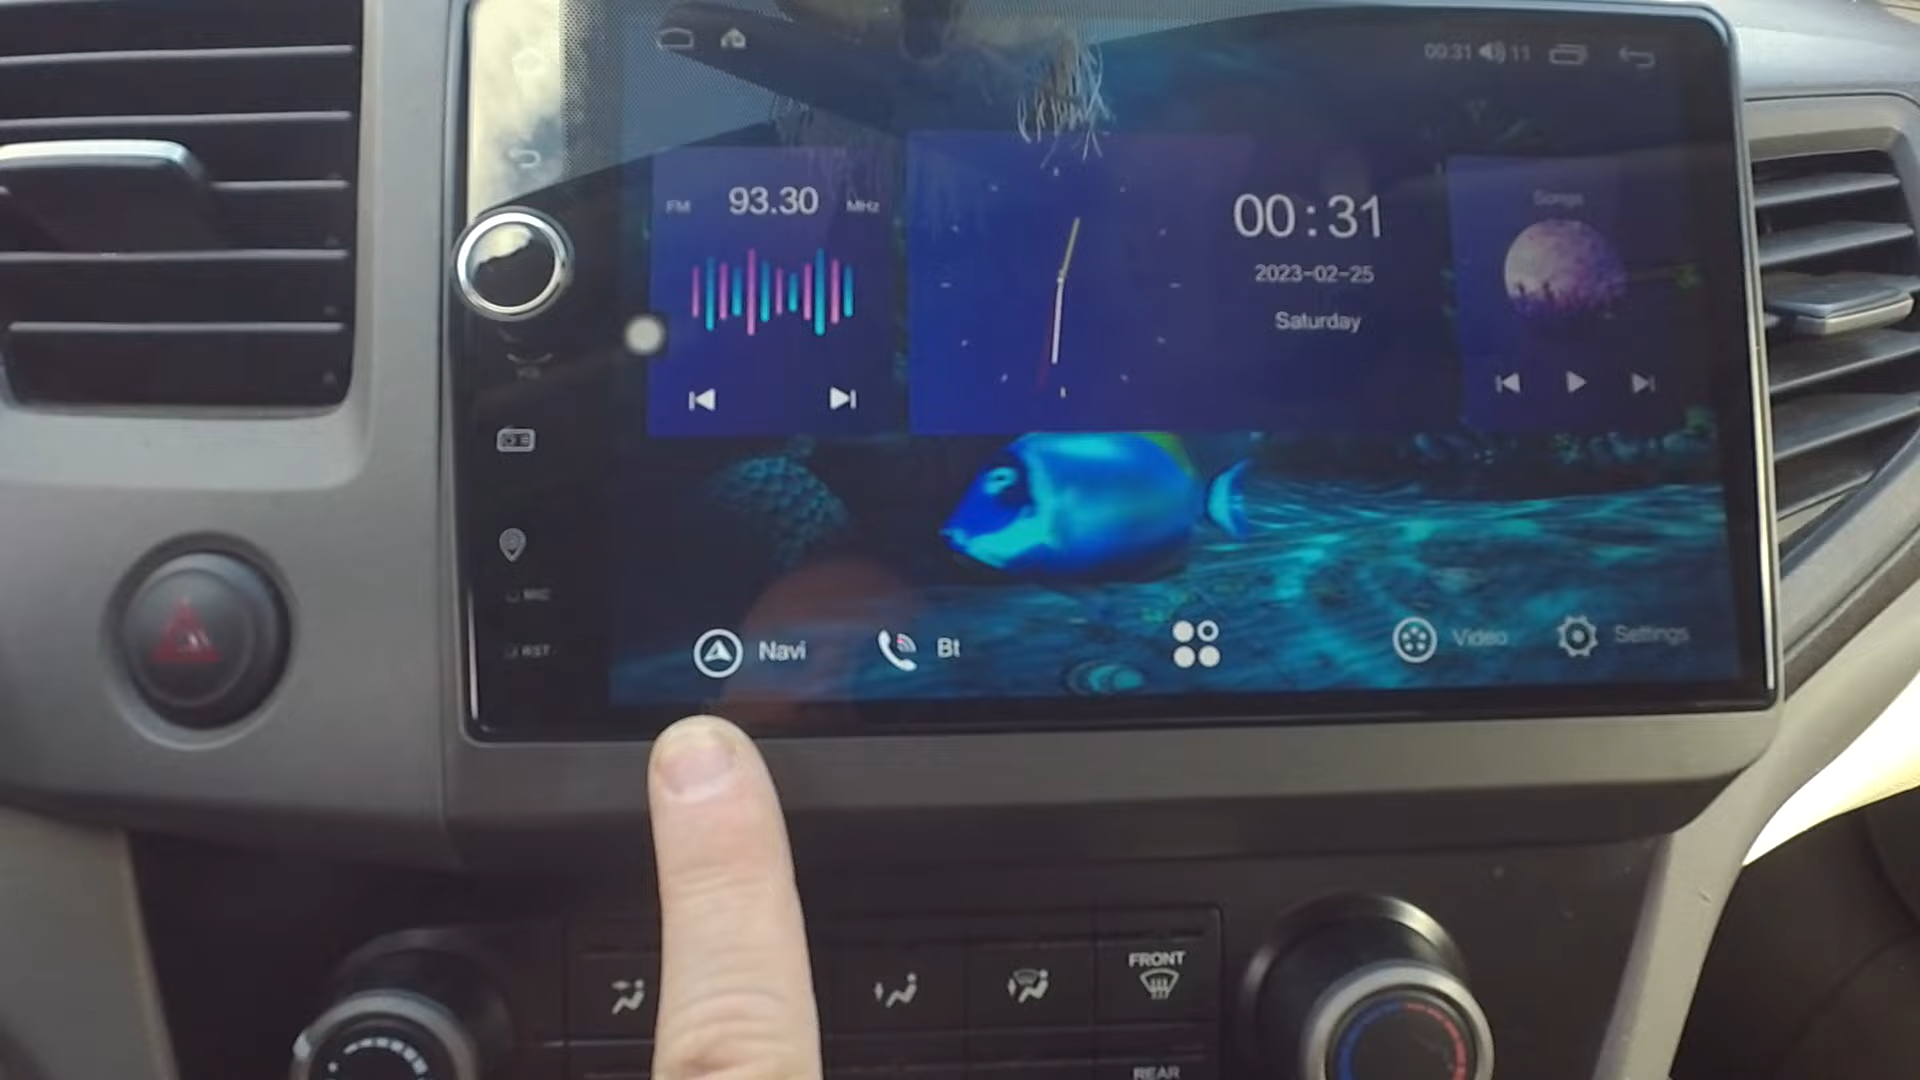 00:31 11
FM 93.30 MHz
00:31
2023-02-25
Saturday
Songs
VOL
MIC
RST
Navi
Bt
Video
Settings
FRONT
REAR